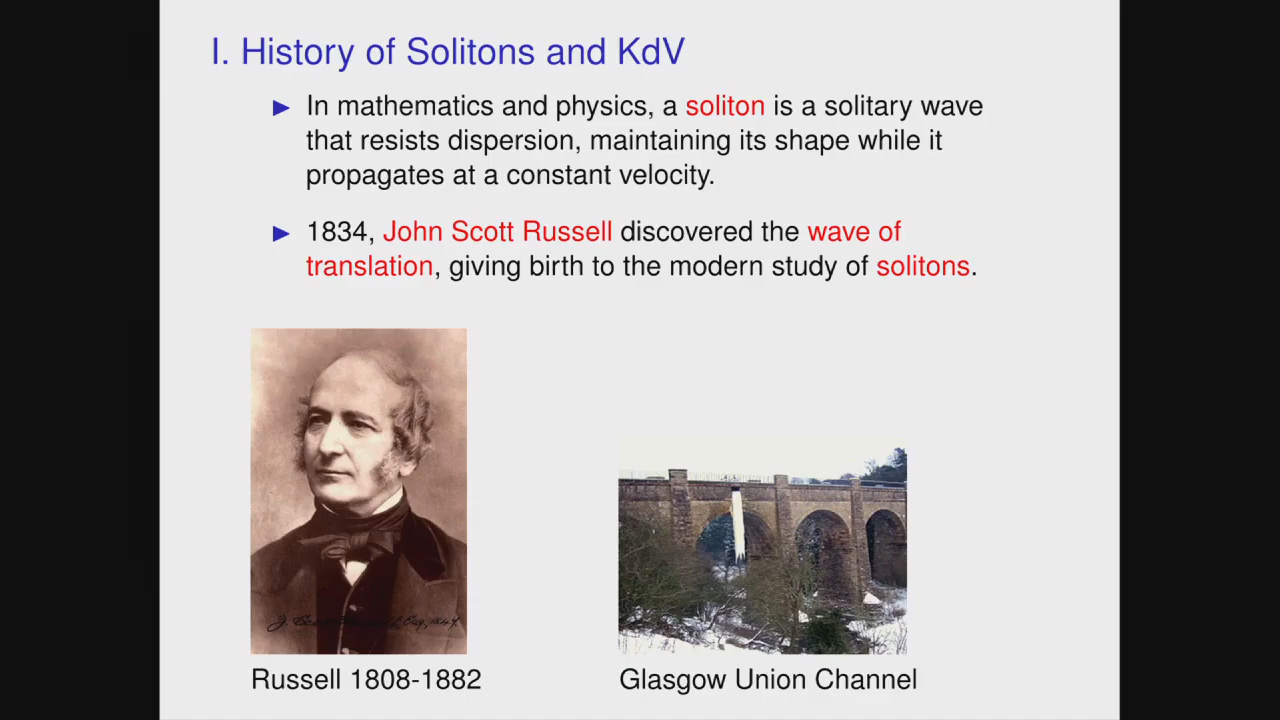 I. History of Solitons and KdV
In mathematics and physics, a soliton is a solitary wave
that resists dispersion, maintaining its shape while it
propagates at a constant velocity.
1834, John Scott Russell discovered the wave of
translation, giving birth to the modern study of solitons.
Russell 1808-1882
Glasgow Union Channel